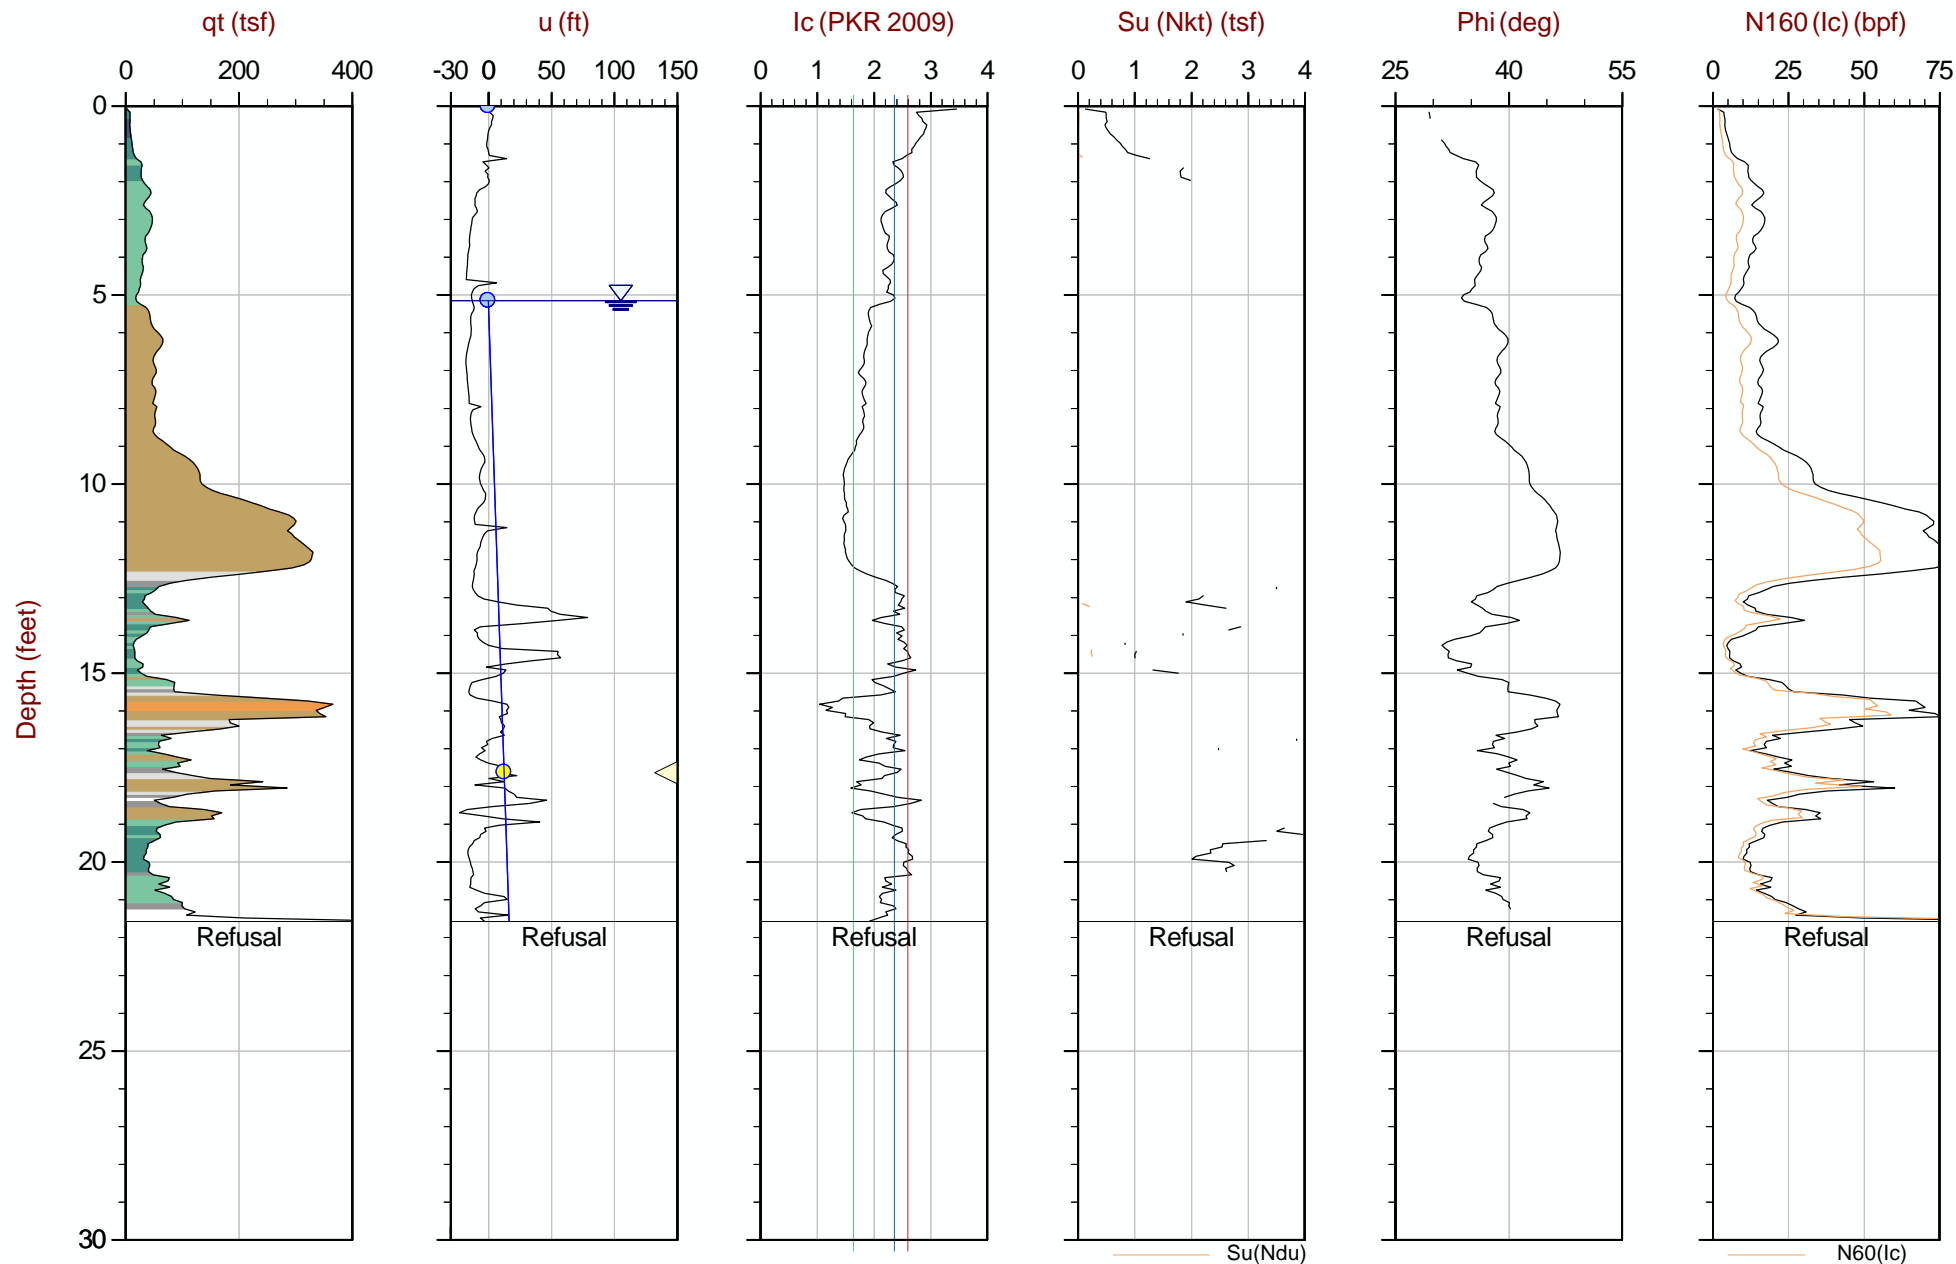 qt (tsf) u (ft) Ic (PKR 2009) Su (Nkt) (tsf) Phi (deg) N160 (Ic) (bpf)
0 200 400 -30 0 50 100 150 0 1 2 3 4 0 1 2 3 4 25 40 55 0 25 50 75
0
5
10
15
20
25
30
Depth (feet)
Refusal Refusal Refusal Refusal Refusal Refusal
Su(Ndu) N60(Ic)